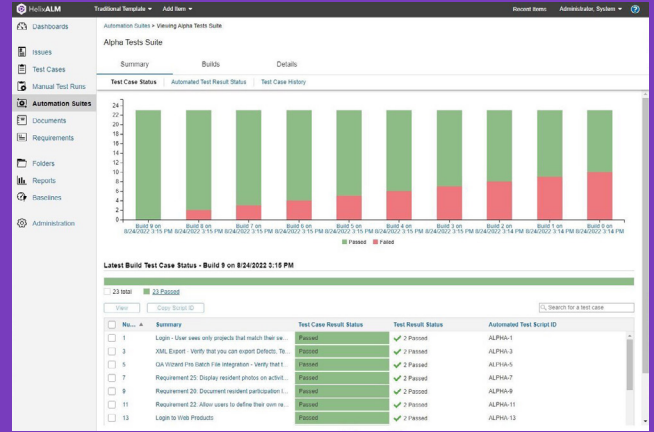 HelixALM
Traditional Template
Add Item
Recent Items
Administrator, System
?
Dashboards
Issues
Test Cases
Manual Test Runs
Automation Suites
Documents
Requirements
Folders
Reports
Baselines
Administration
Automation Suites > Viewing Alpha Tests Suite
Alpha Tests Suite
Summary Builds Details
Test Case Status Automated Test Result Status Test Case History
24
22
20
18
16
14
12
10
8
6
4
2
0
Build 9 on Build 8 on Build 7 on Build 6 on Build 5 on Build 4 on Build 3 on Build 2 on Build 1 on Build 0 on
8/24/2022 3:15 PM 8/24/2022 3:15 PM 8/24/2022 3:15 PM 8/24/2022 3:15 PM 8/24/2022 3:15 PM 8/24/2022 3:15 PM 8/24/2022 3:15 PM 8/24/2022 3:14 PM 8/24/2022 3:14 PM 8/24/2022 3:14 PM
Passed Failed
Latest Build Test Case Status - Build 9 on 8/24/2022 3:15 PM
23 total 23 Passed
View Copy Script ID Search for a test case
Nu... Summary Test Case Result Status Test Result Status Automated Test Script ID
1 Login - User sees only projects that match their se... Passed 2 Passed ALPHA-1
3 XML Export - Verify that you can export Defects, Te... Passed 2 Passed ALPHA-3
5 QA Wizard Pro Batch File Integration - Verify that t... Passed 2 Passed ALPHA-5
7 Requirement 25: Display resident photos on activit... Passed 2 Passed ALPHA-7
9 Requirement 26: Document resident participation i... Passed 2 Passed ALPHA-9
11 Requirement 22: Allow users to define their own re... Passed 2 Passed ALPHA-11
13 Login to Web Products Passed 2 Passed ALPHA-13